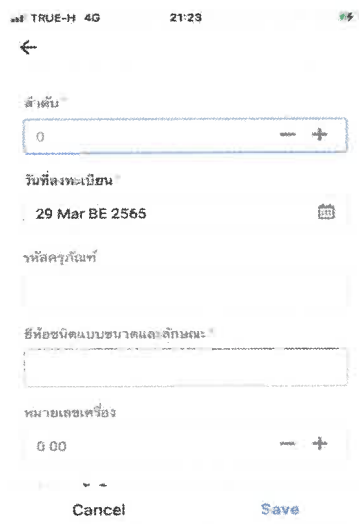 TRUE-H 4G 21:23
ลำดับ *
0
วันที่ลงทะเบียน *
29 Mar BE 2565
รหัสครุภัณฑ์
ยี่ห้อชนิดแบบขนาดและลักษณะ *
หมายเลขเครื่อง
0.00
Cancel Save